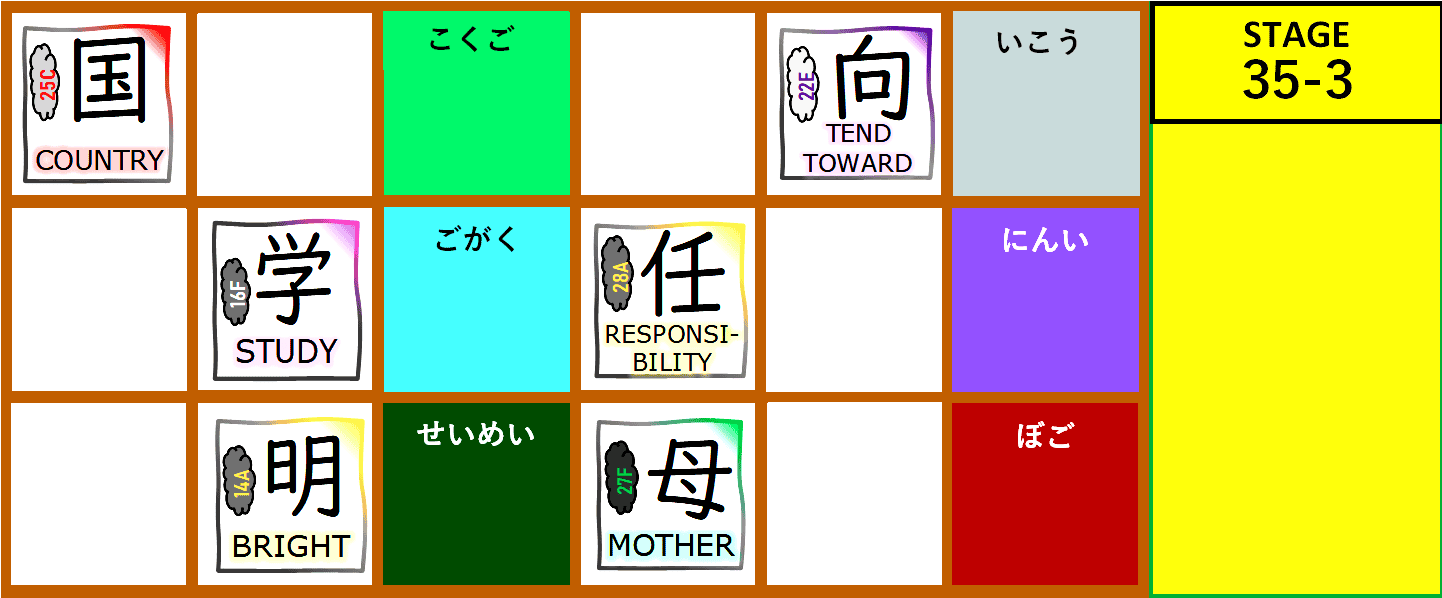 25C
国
COUNTRY
こくご
22E
向
TEND
TOWARD
いこう
STAGE
35-3
16F
学
STUDY
ごがく
28A
任
RESPONSI-
BILITY
にんい
14A
明
BRIGHT
せいめい
27F
母
MOTHER
ぼご